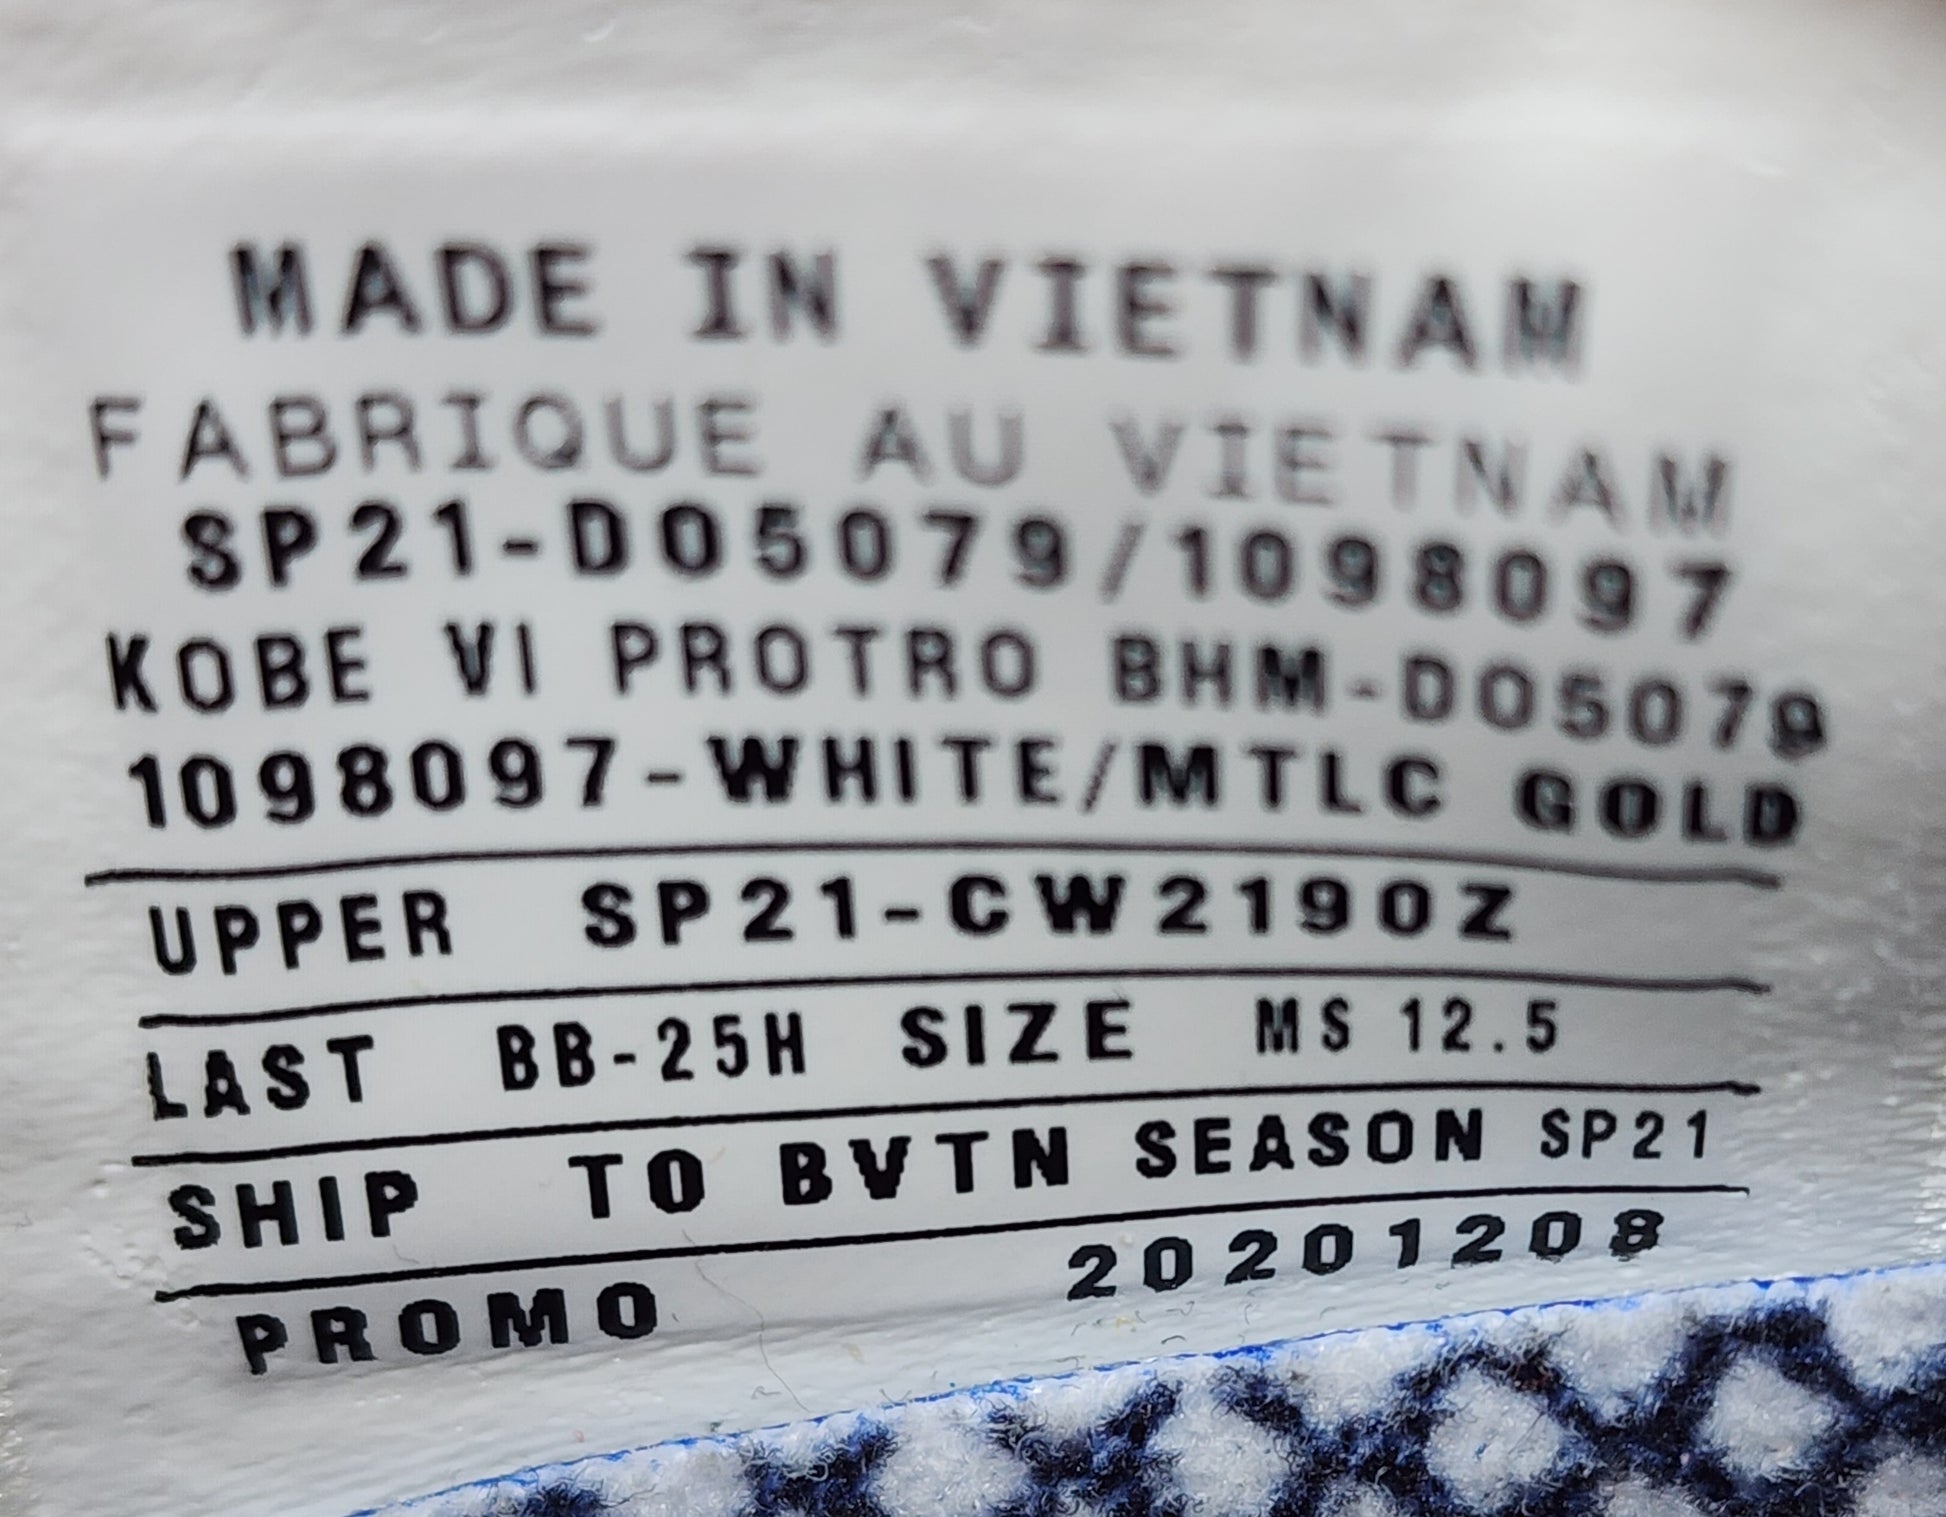 MADE IN VIETNAM
FABRIQUE AU VIETNAM
SP21-DO5079/1098097
KOBE VI PROTRO BHM-DO5079
1098097-WHITE/MTLC GOLD
UPPER SP21-CW2190Z
LAST BB-25H SIZE MS 12.5
SHIP TO BVTN SEASON SP21
PROMO 20201208